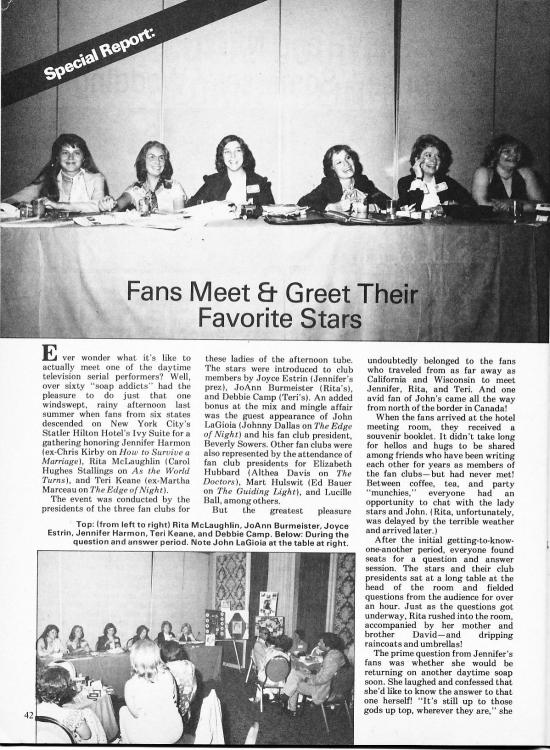 Special Report:
Fans Meet & Greet Their
Favorite Stars
Ever wonder what it's like to
actually meet one of the daytime
television serial performers? Well,
over sixty "soap addicts" had the
pleasure to do just that one
windswept, rainy afternoon last
summer when fans from six states
descended on New York City's
Statler Hilton Hotel's Ivy Suite for a
gathering honoring Jennifer Harmon
(ex-Chris Kirby on How to Survive a
Marriage), Rita McLaughlin (Carol
Hughes Stallings on As the World
Turns), and Teri Keane (ex-Martha
Marceau on The Edge of Night).
The event was conducted by the
presidents of the three fan clubs for
these ladies of the afternoon tube.
The stars were introduced to club
members by Joyce Estrin (Jennifer's
prez), JoAnn Burmeister (Rita's),
and Debbie Camp (Teri's). An added
bonus at the mix and mingle affair
was the guest appearance of John
LaGioia (Johnny Dallas on The Edge
of Night) and his fan club president,
Beverly Sowers. Other fan clubs were
also represented by the attendance of
fan club presidents for Elizabeth
Hubbard (Althea Davis on The
Doctors), Mart Hulswit (Ed Bauer
on The Guiding Light), and Lucille
Ball, among others.
But the greatest pleasure
undoubtedly belonged to the fans
who traveled from as far away as
California and Wisconsin to meet
Jennifer, Rita, and Teri. And one
avid fan of John's came all the way
from north of the border in Canada!
When the fans arrived at the hotel
meeting room, they received a
souvenir booklet. It didn't take long
for hellos and hugs to be shared
among friends who have been writing
each other for years as members of
the fan clubs—but had never met!
Between coffee, tea, and party
"munchies," everyone had an
opportunity to chat with the lady
stars and John. (Rita, unfortunately,
was delayed by the terrible weather
and arrived later.)
After the initial getting-to-know-
one-another period, everyone found
seats for a question and answer
session. The stars and their club
presidents sat at a long table at the
head of the room and fielded
questions from the audience for over
an hour. Just as the questions got
underway, Rita rushed into the room,
accompanied by her mother and
brother David—and dripping
raincoats and umbrellas!
The prime question from Jennifer's
fans was whether she would be
returning on another daytime soap
soon. She laughed and confessed that
she'd like to know the answer to that
one herself! "It's still up to those
gods up top, wherever they are," she
Top: (from left to right) Rita McLaughlin, JoAnn Burmeister, Joyce
Estrin, Jennifer Harmon, Teri Keane, and Debbie Camp. Below: During the
question and answer period. Note John LaGioia at the table at right.
42